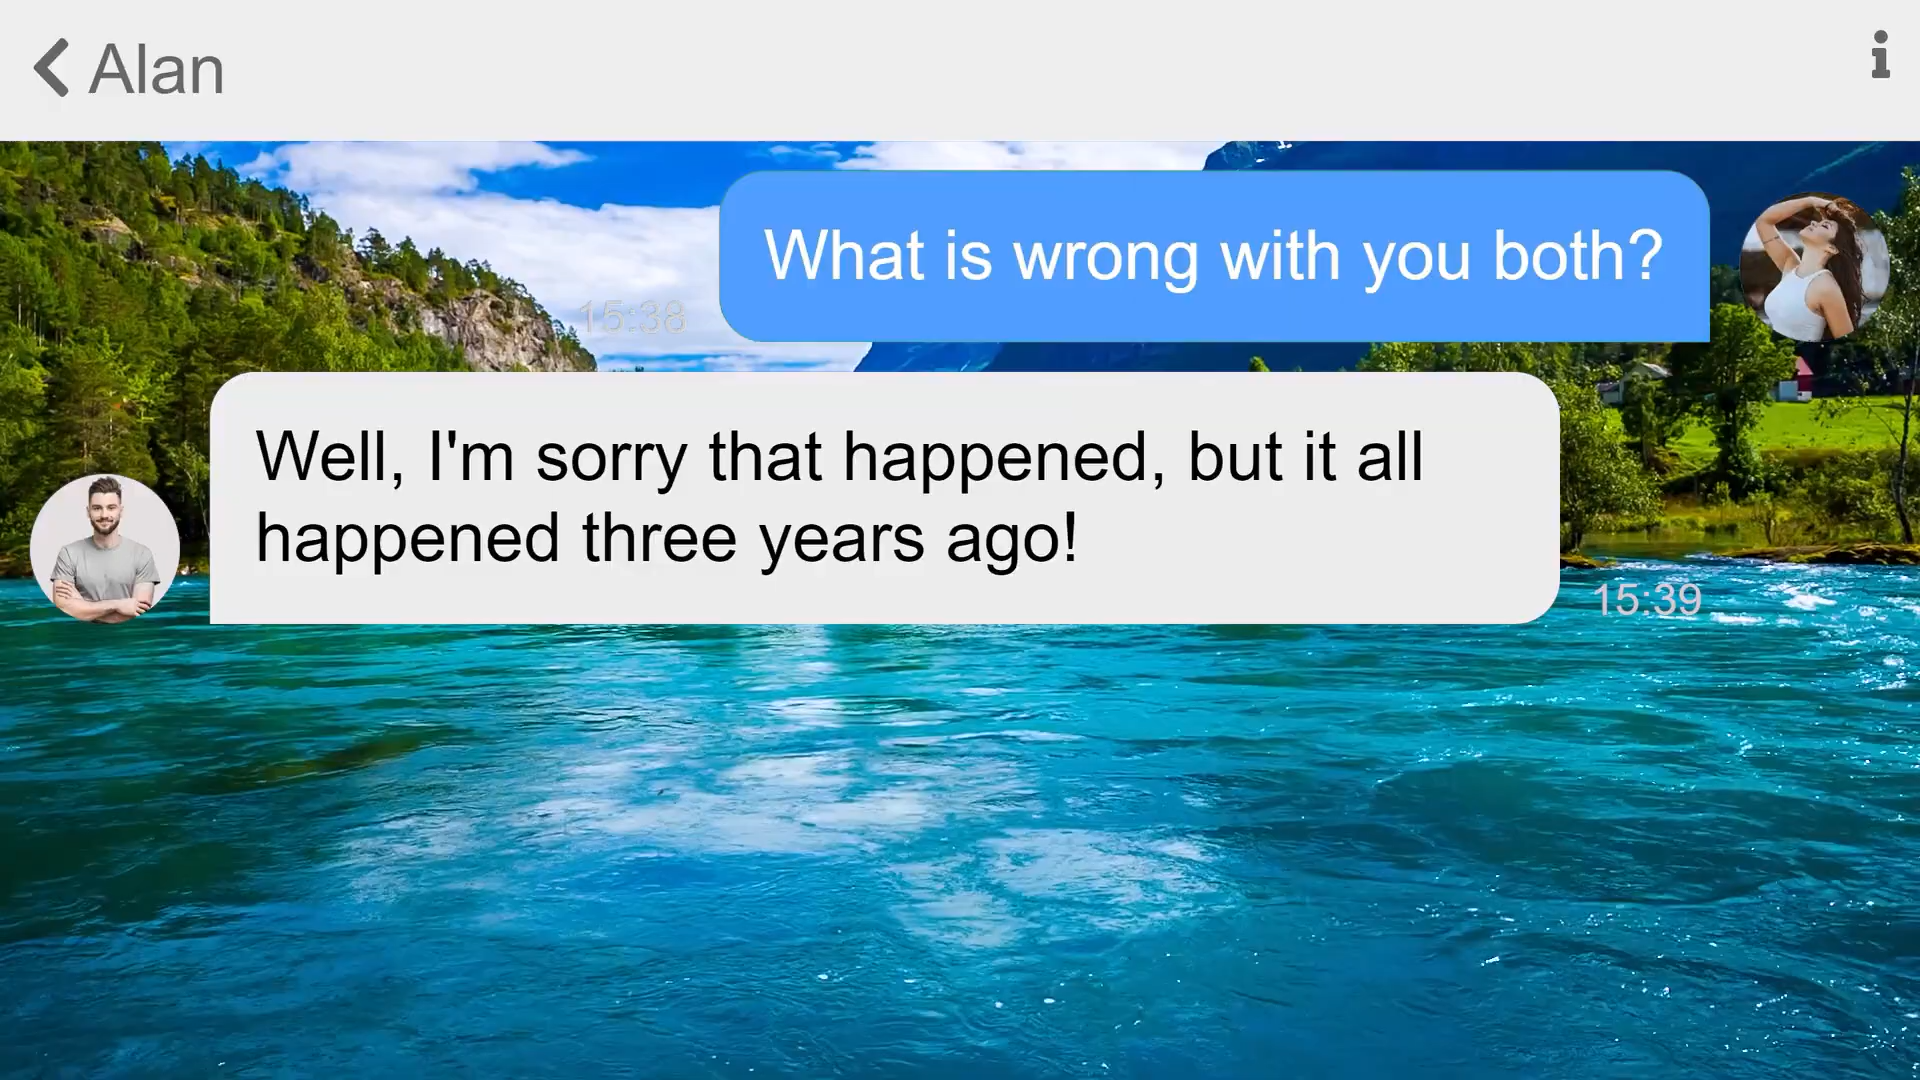 Alan
What is wrong with you both?
15:38
Well, I'm sorry that happened, but it all
happened three years ago!
15:39